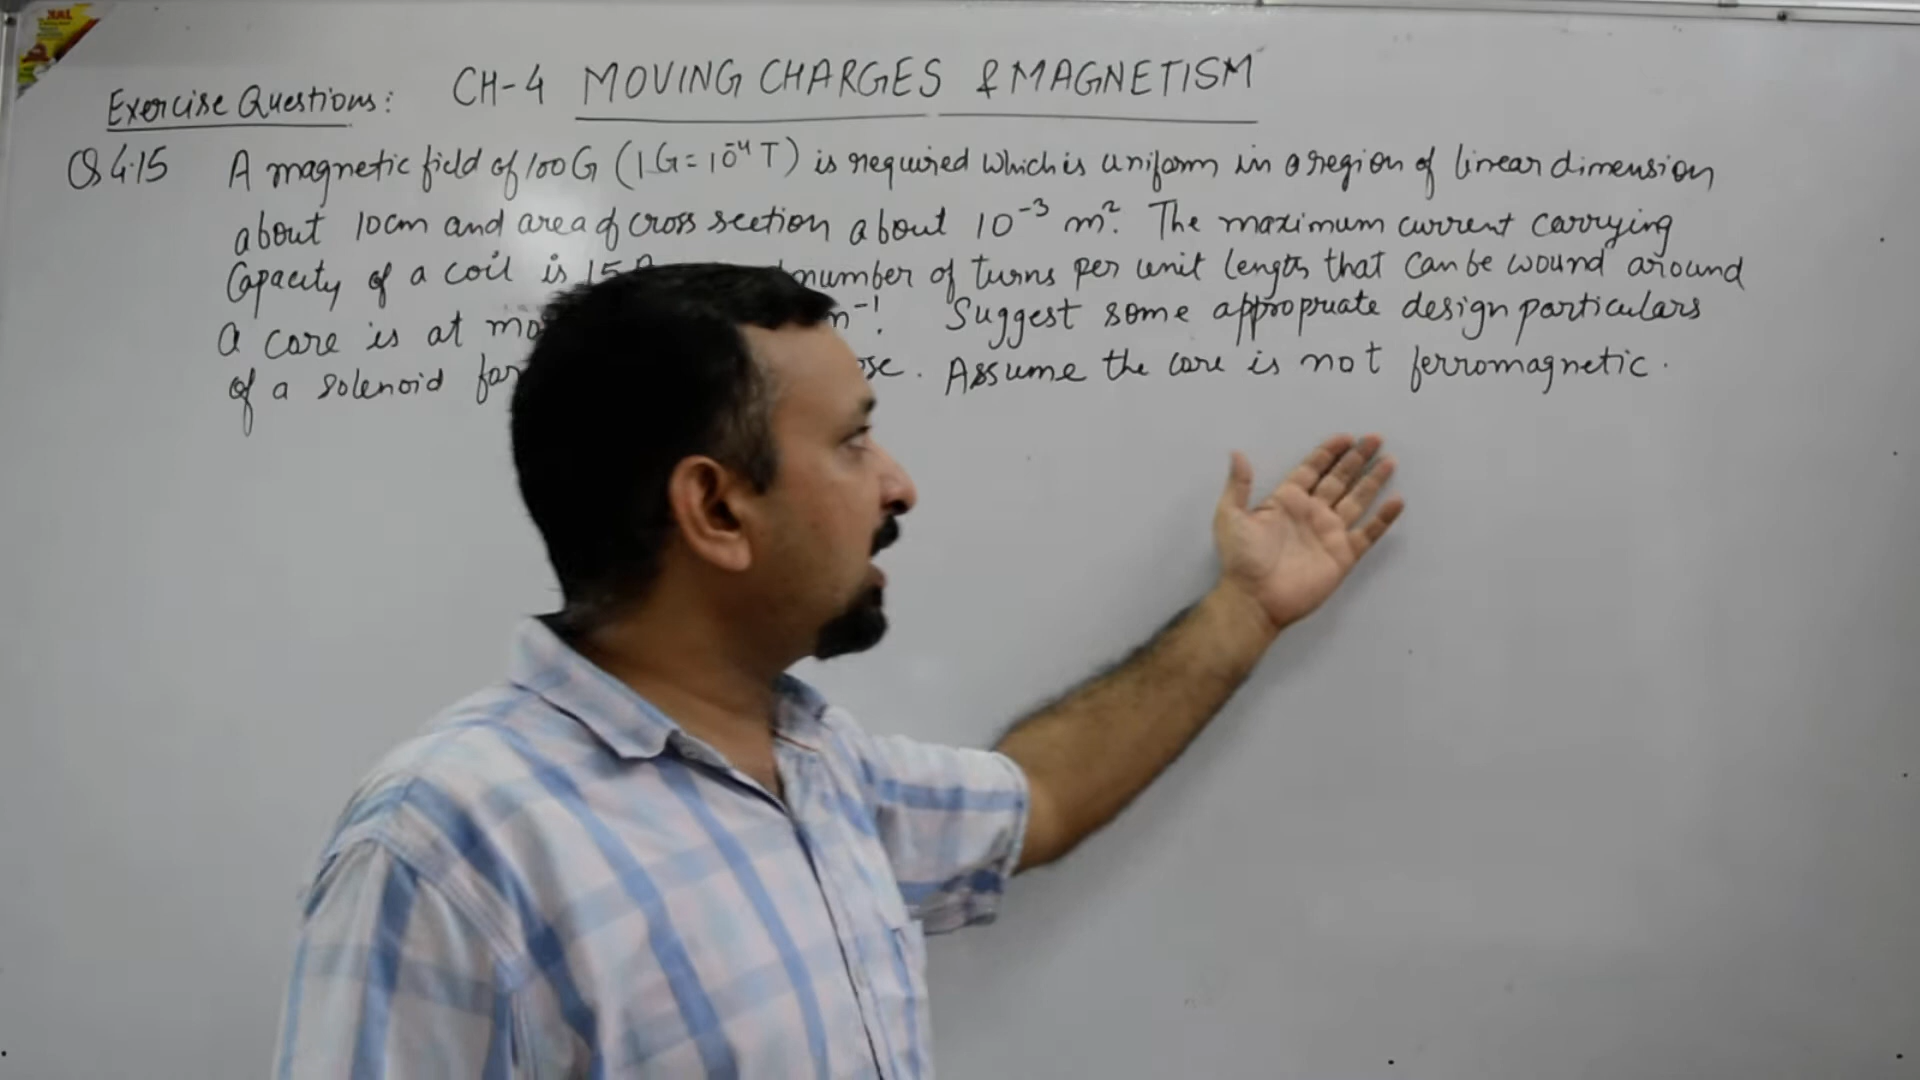 CH-4 MOVING CHARGES & MAGNETISM
Exercise Questions:
Q 4.15 A magnetic field of 100G (1G = 10⁻⁴ T) is required which is uniform in a region of linear dimension
about 10cm and area of cross section about 10⁻³ m². The maximum current carrying
Capacity of a coil is 15 number of turns per unit length that can be wound around
a core is at m⁻¹. Suggest some appropriate design particulars
of a solenoid for Assume the core is not ferromagnetic.